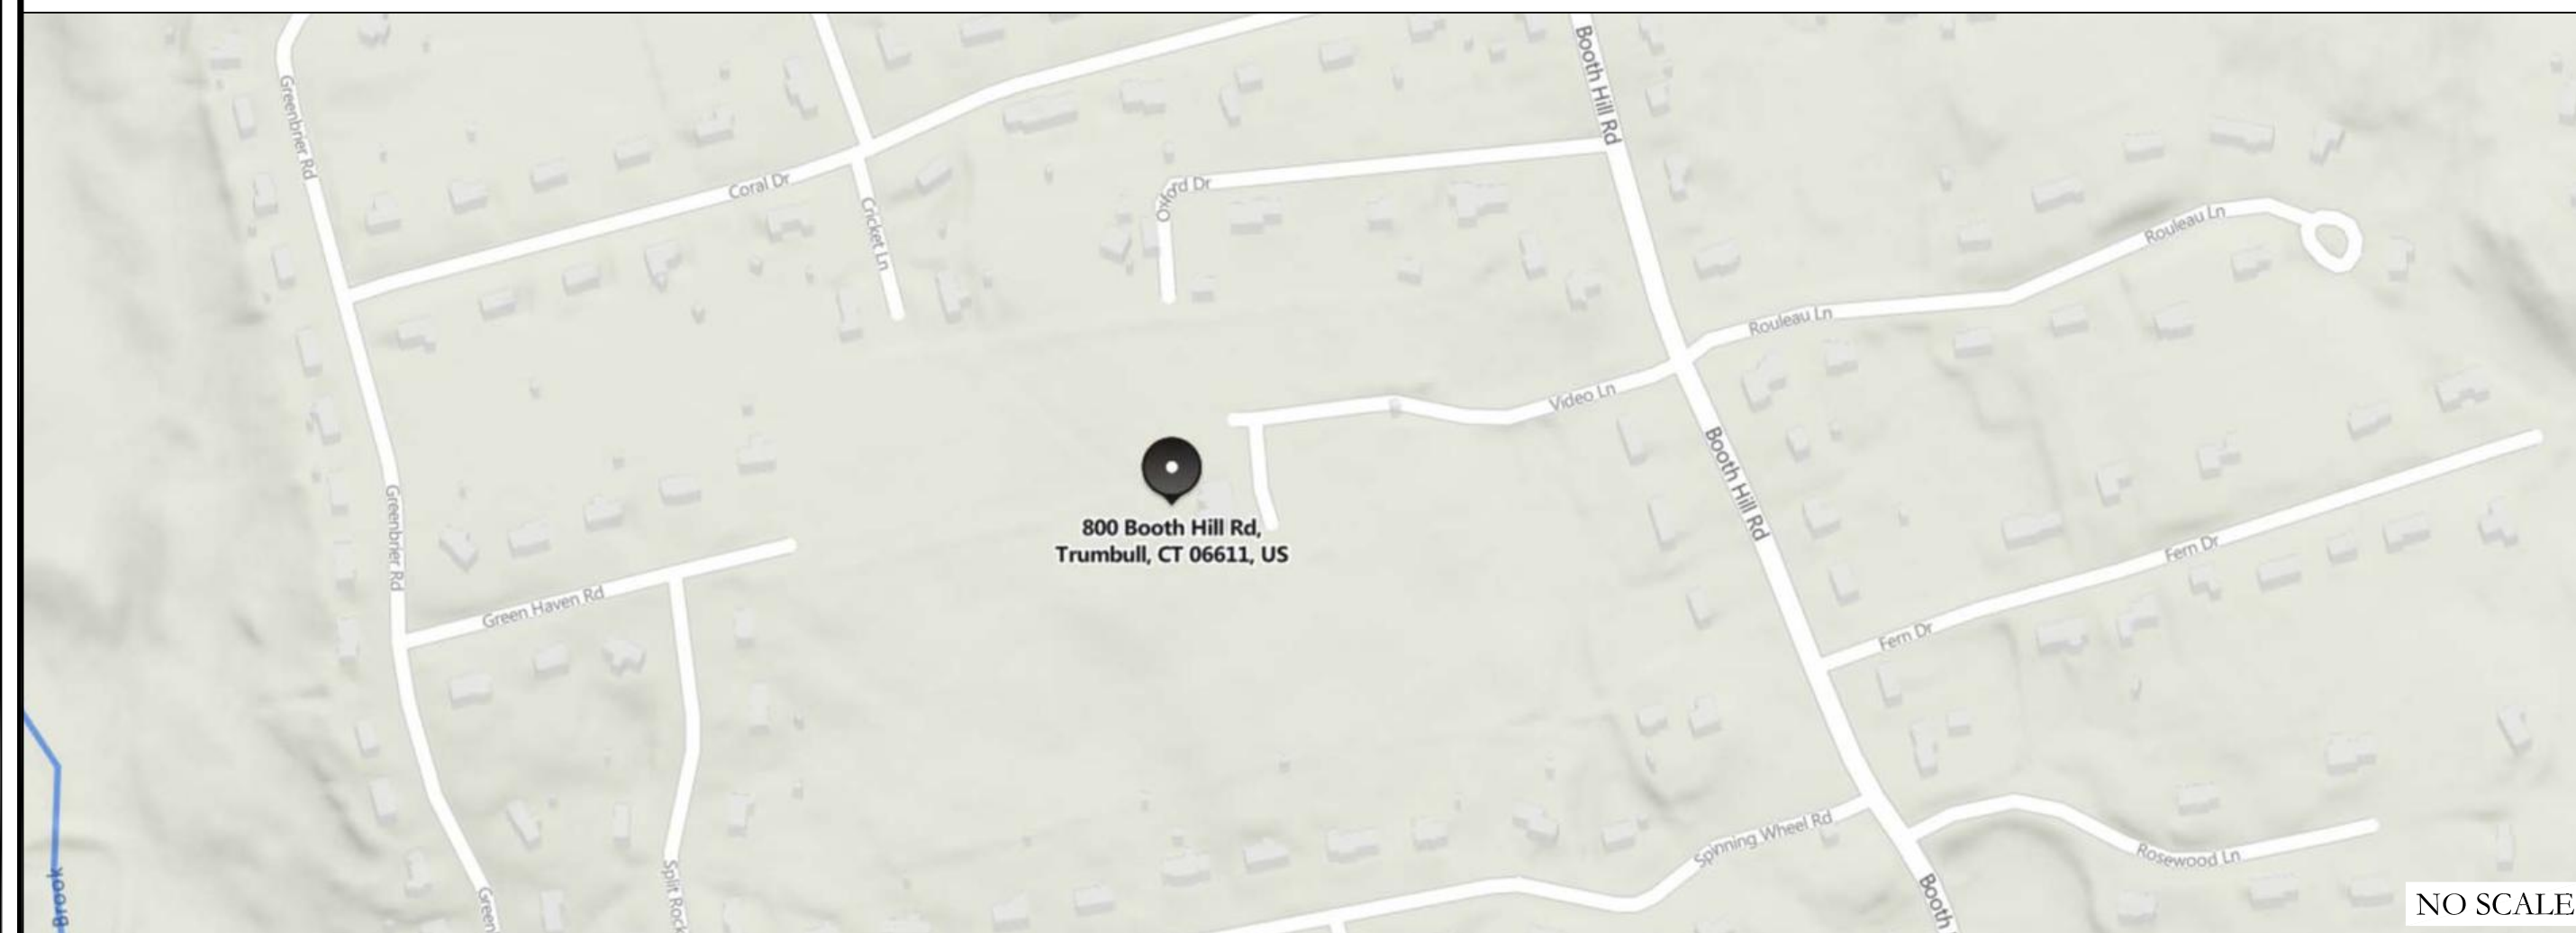 Booth Hill Rd
Greenbrier Rd
Coral Dr
Oxford Dr
Cricket Ln
Rouleau Ln
Rouleau Ln
Video Ln
Booth Hill Rd
800 Booth Hill Rd,
Trumbull, CT 06611, US
Greenbrier Rd
Green Haven Rd
Fern Dr
Fern Dr
Spinning Wheel Rd
Rosewood Ln
Split Rock
Green
Brook
Booth
NO SCALE